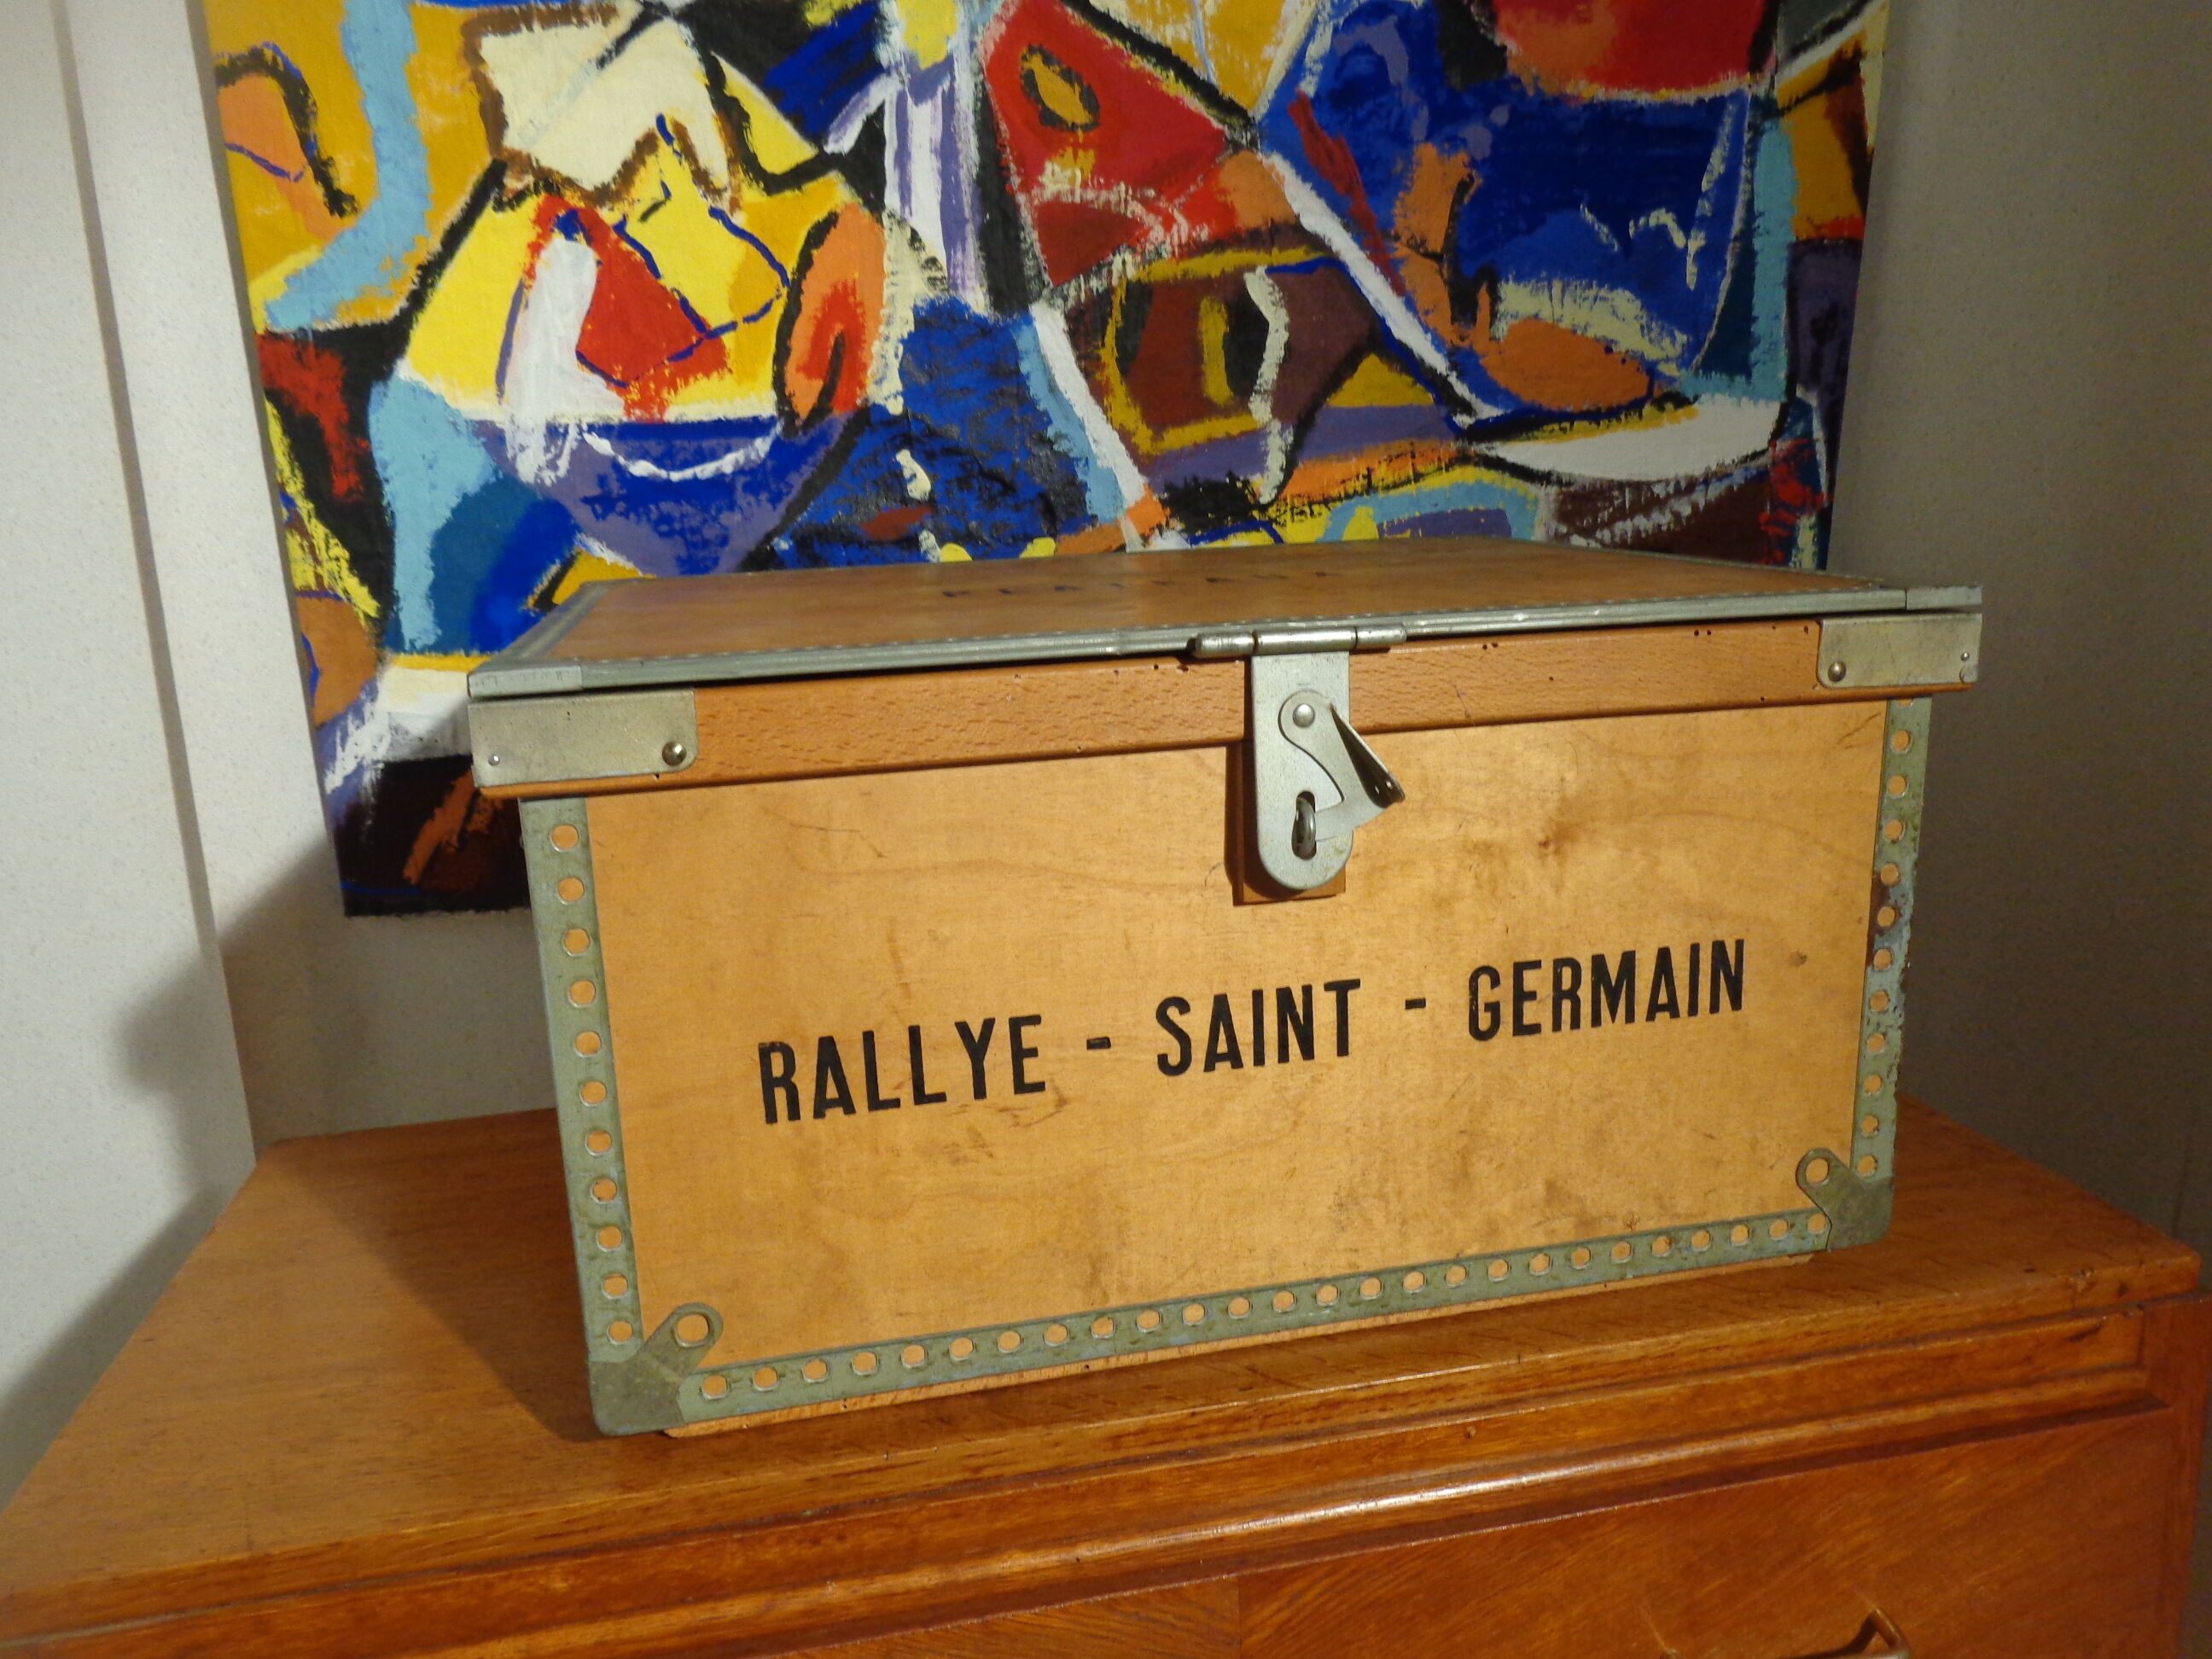 RALLYE - SAINT - GERMAIN